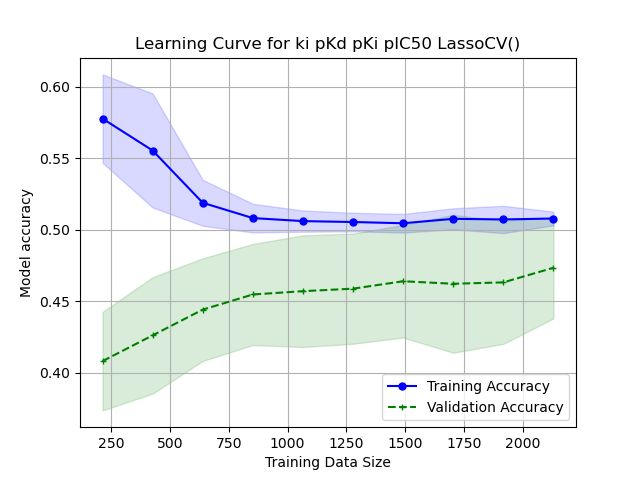 Learning Curve for ki pKd pKi pIC50 LassoCV()
0.60
0.55
0.50
0.45
0.40
Model accuracy
Training Accuracy
Validation Accuracy
250 500 750 1000 1250 1500 1750 2000
Training Data Size